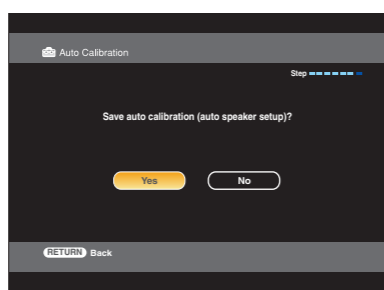 Auto Calibration
Step
Save auto calibration (auto speaker setup)?
Yes No
RETURN Back